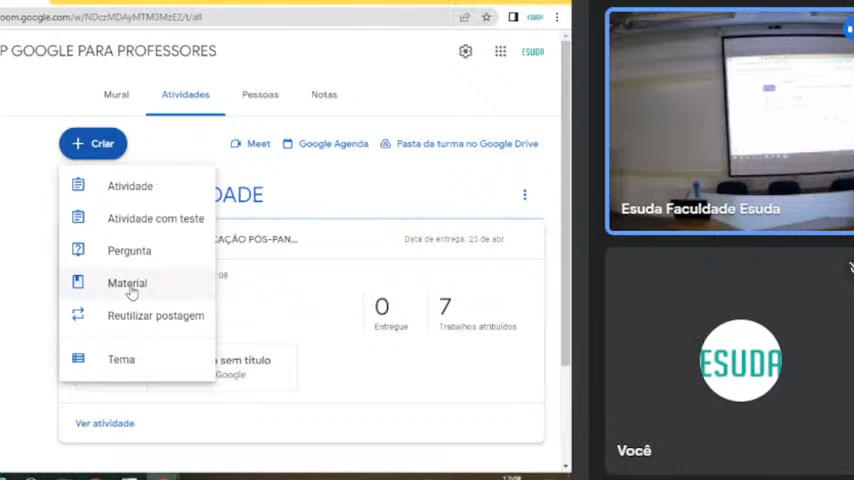 oom.google.com/w/NDczMDAyMTM3MzE2/t/all
P GOOGLE PARA PROFESSORES
ESUDA
Mural
Atividades
Pessoas
Notas
Criar
Meet
Google Agenda
Pasta da turma no Google Drive
Atividade
Atividade com teste
Pergunta
Material
Reutilizar postagem
Tema
DADE
CAÇÃO PÓS-PAN...
Data de entrega: 25 de abr
:08
0
Entregue
7
Trabalhos atribuídos
sem título
Google
Ver atividade
17:08
Esuda Faculdade Esuda
ESUDA
Você